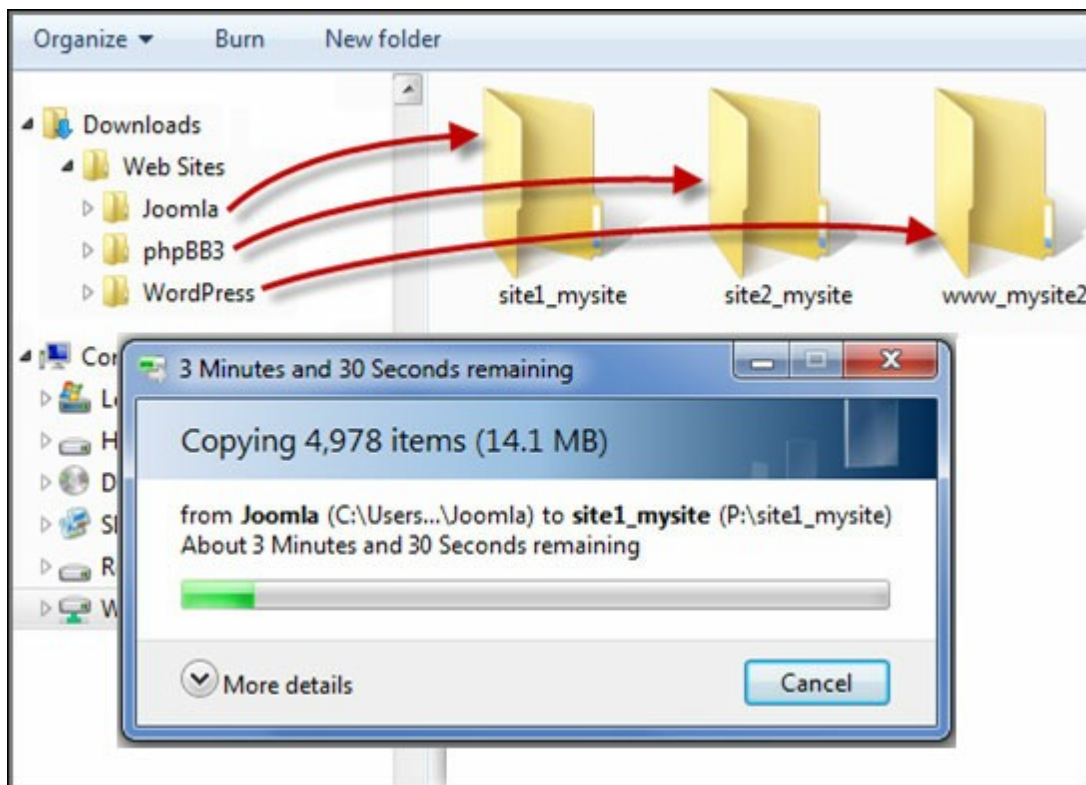 Organize Burn New folder
Downloads
Web Sites
Joomla
phpBB3
WordPress
site1_mysite site2_mysite www_mysite2
3 Minutes and 30 Seconds remaining
Copying 4,978 items (14.1 MB)
from Joomla (C:\Users...\Joomla) to site1_mysite (P:\site1_mysite)
About 3 Minutes and 30 Seconds remaining
More details Cancel